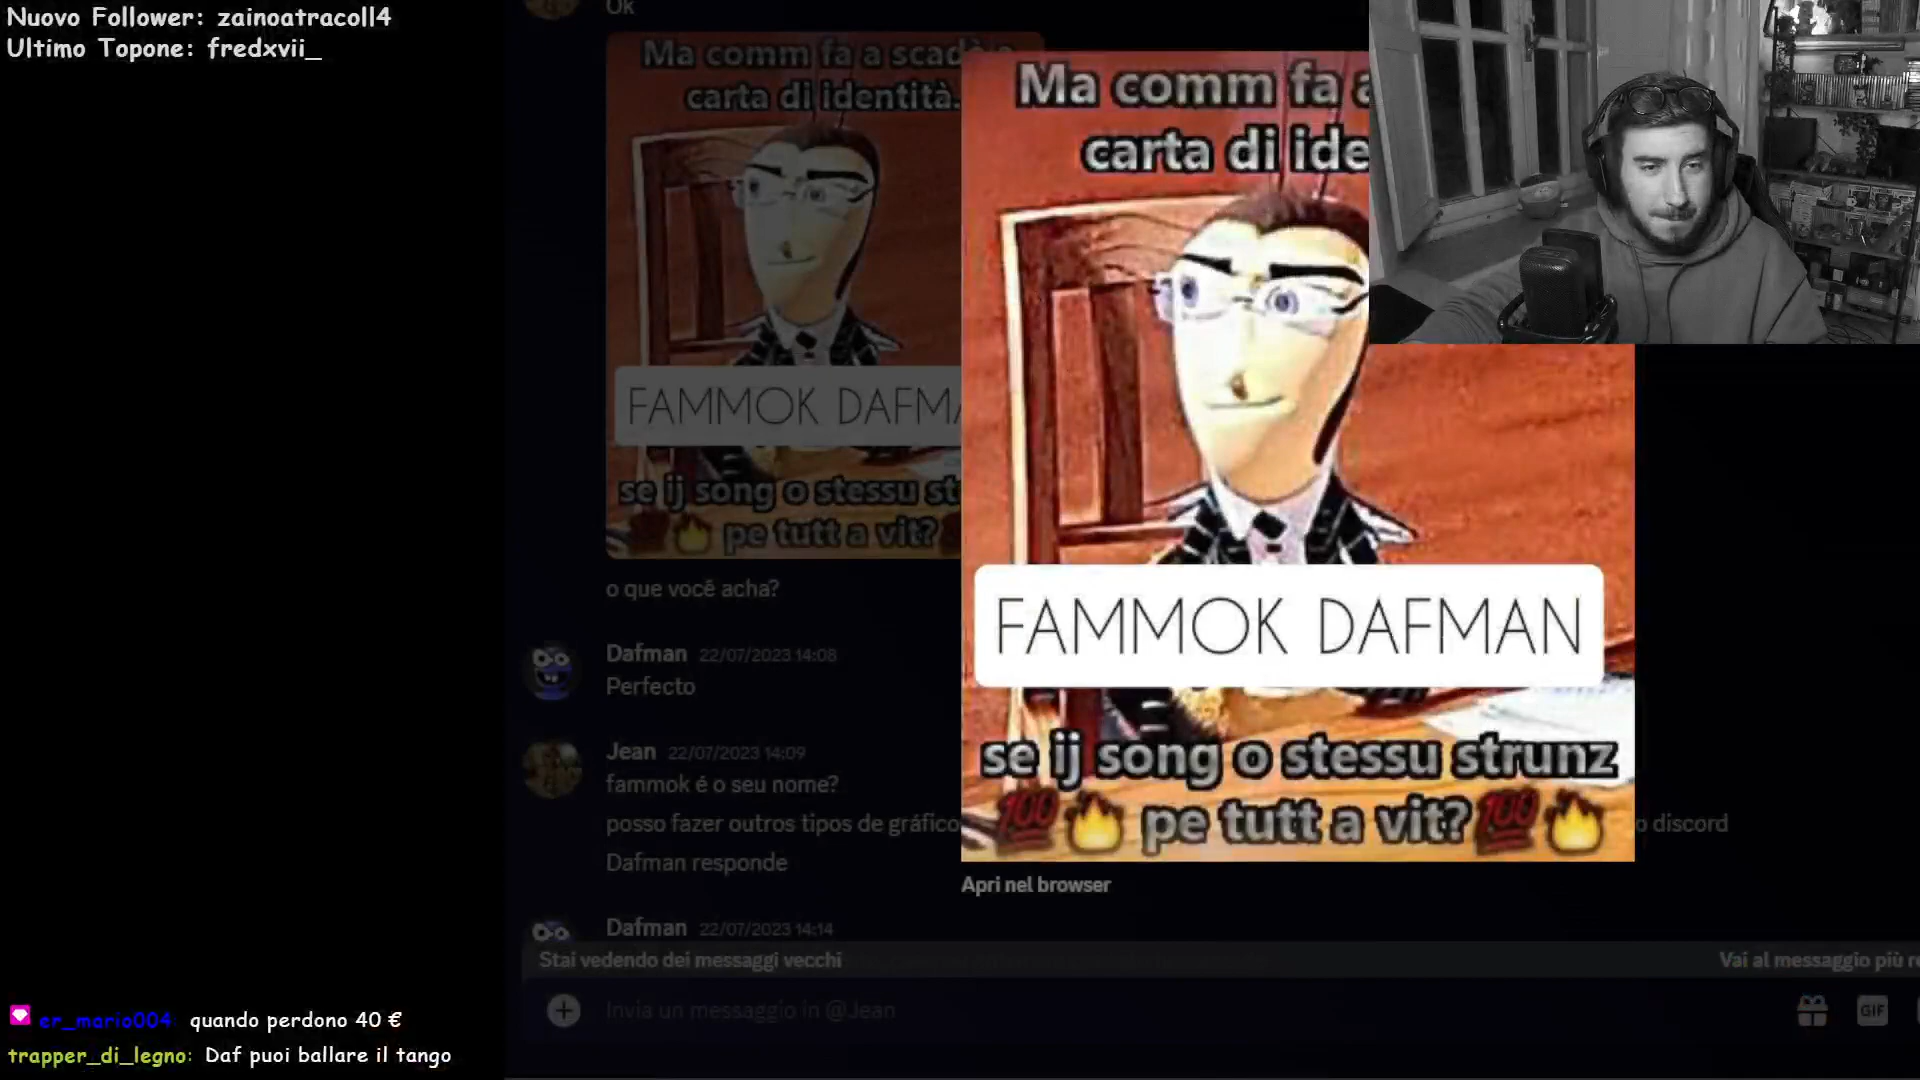 Nuovo Follower: zainoatracoll4
Ultimo Topone: fredxvii_
Ok
Ma comm fa a scadè a
carta di identità.
FAMMOK DAFMA
se ij song o stessu st
pe tutt a vit?
Ma comm fa a
carta di ide
FAMMOK DAFMAN
se ij song o stessu strunz
💯🔥 pe tutt a vit? 💯🔥
Apri nel browser
o que você acha?
Dafman 22/07/2023 14:08
Perfecto
Jean 22/07/2023 14:09
fammok é o seu nome?
posso fazer outros tipos de gráfico o discord
Dafman responde
Dafman 22/07/2023 14:14
Stai vedendo dei messaggi vecchi Vai al messaggio più re
Invia un messaggio in @Jean
GIF
er_mario004: quando perdono 40 €
trapper_di_legno: Daf puoi ballare il tango